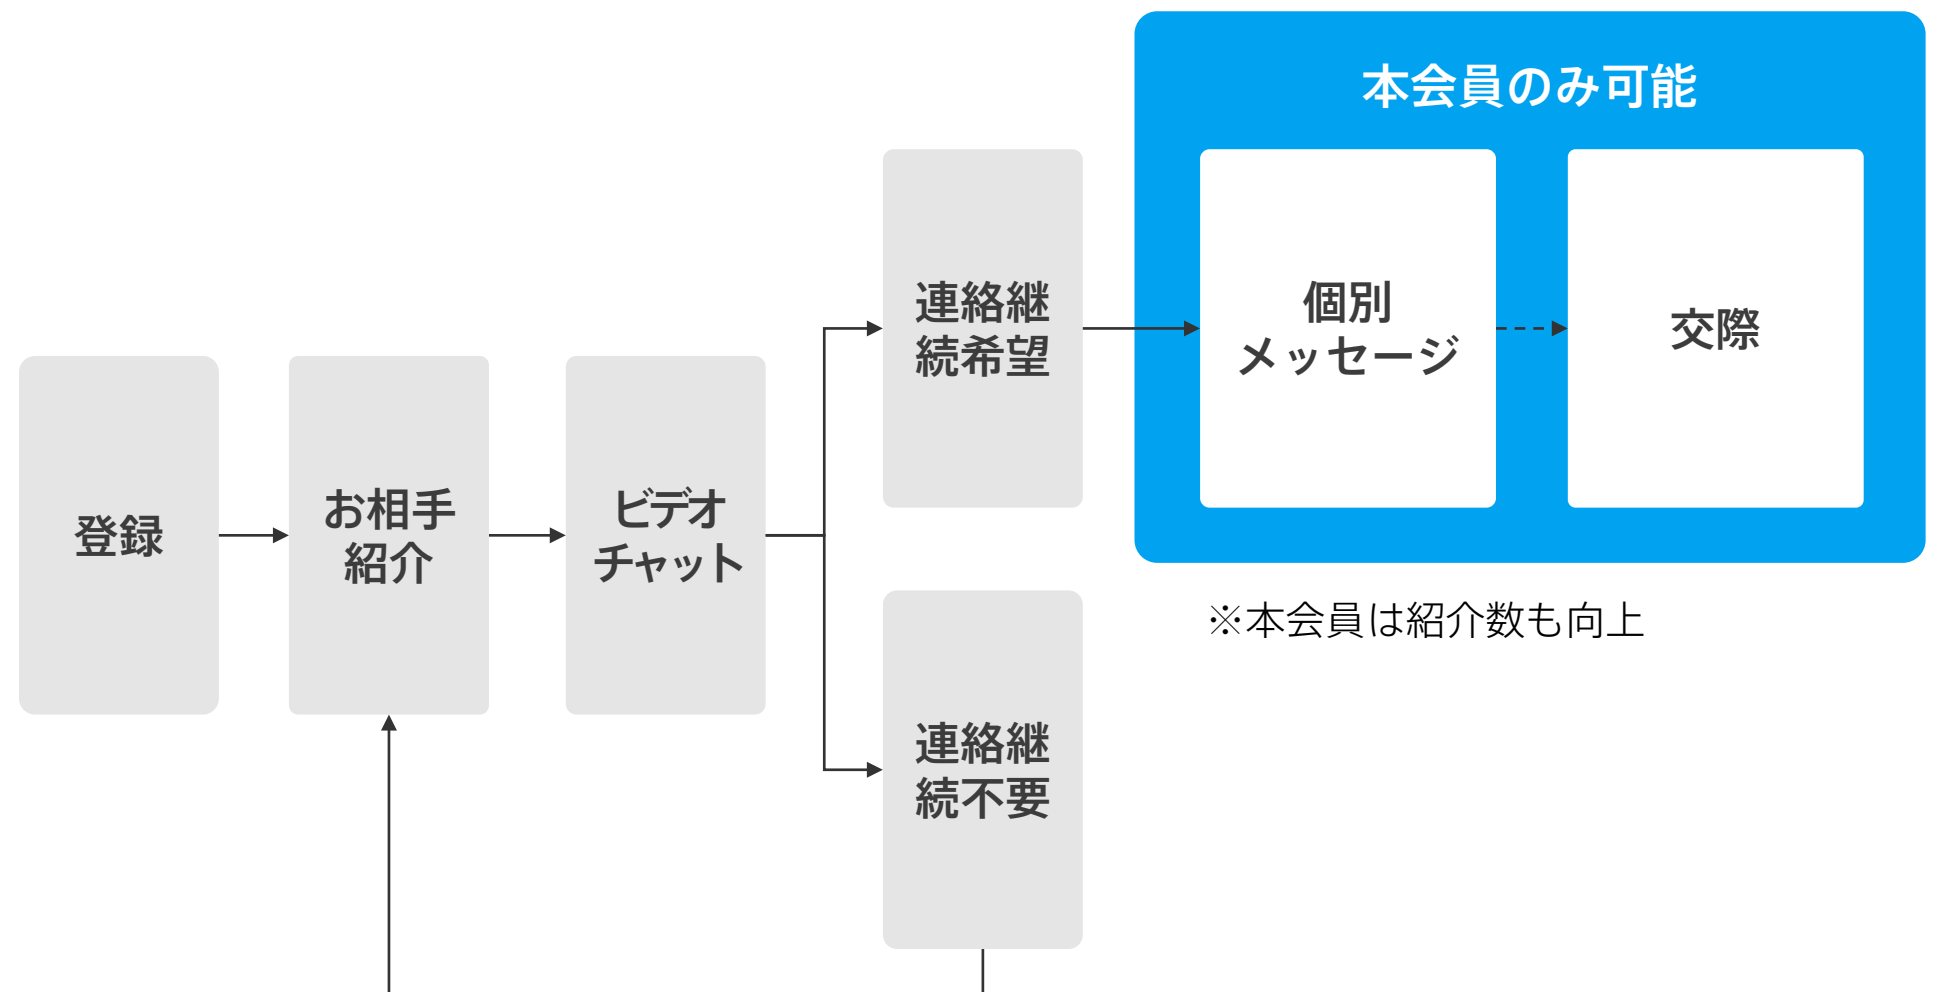 本会員のみ可能
登録
お相手
紹介
ビデオ
チャット
連絡継
続希望
個別
メッセージ
交際
※本会員は紹介数も向上
連絡継
続不要